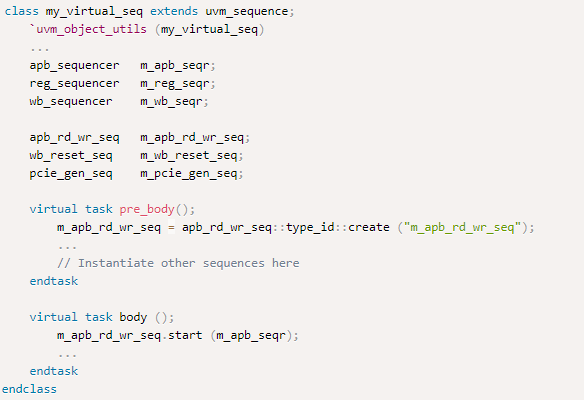 class my_virtual_seq extends uvm_sequence;
    `uvm_object_utils (my_virtual_seq)
    ...
    apb_sequencer   m_apb_seqr;
    reg_sequencer   m_reg_seqr;
    wb_sequencer    m_wb_seqr;

    apb_rd_wr_seq   m_apb_rd_wr_seq;
    wb_reset_seq    m_wb_reset_seq;
    pcie_gen_seq    m_pcie_gen_seq;

    virtual task pre_body();
        m_apb_rd_wr_seq = apb_rd_wr_seq::type_id::create ("m_apb_rd_wr_seq");
        ...
        // Instantiate other sequences here
    endtask

    virtual task body ();
        m_apb_rd_wr_seq.start (m_apb_seqr);
        ...
    endtask
endclass